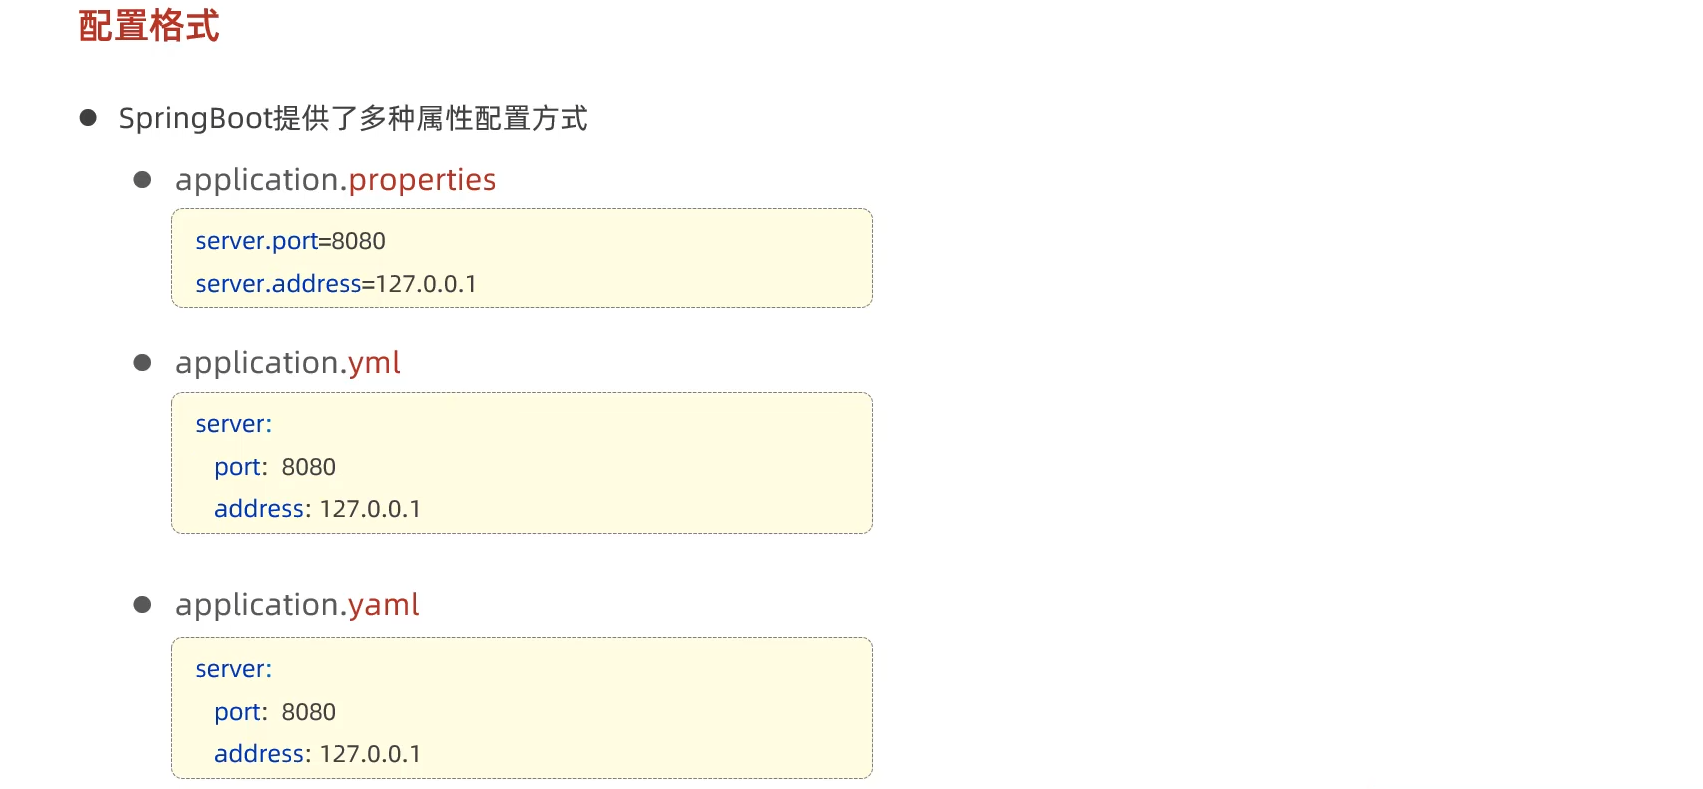 配置格式
SpringBoot提供了多种属性配置方式
application.properties
server.port=8080
server.address=127.0.0.1
application.yml
server:
port: 8080
address: 127.0.0.1
application.yaml
server:
port: 8080
address: 127.0.0.1